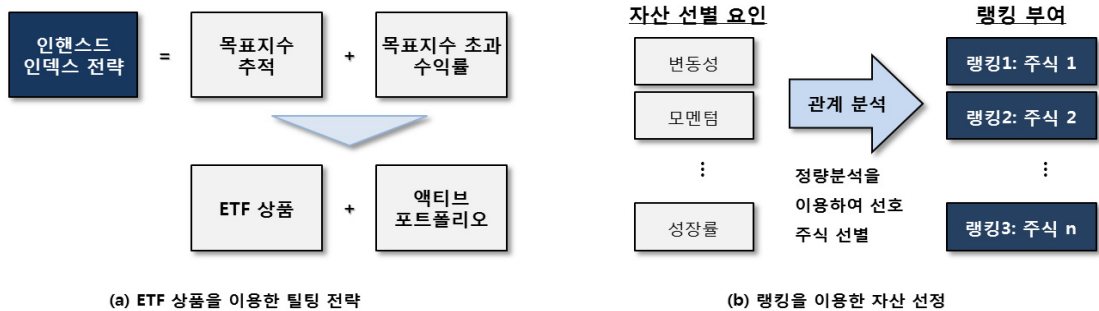 인핸스드
인덱스 전략
=
목표지수
추적
+
목표지수 초과
수익률
ETF 상품
+
액티브
포트폴리오
(a) ETF 상품을 이용한 틸팅 전략
자산 선별 요인
변동성
모멘텀
⋮
성장률
관계 분석
정량분석을
이용하여 선호
주식 선별
랭킹 부여
랭킹1: 주식 1
랭킹2: 주식 2
⋮
랭킹3: 주식 n
(b) 랭킹을 이용한 자산 선정